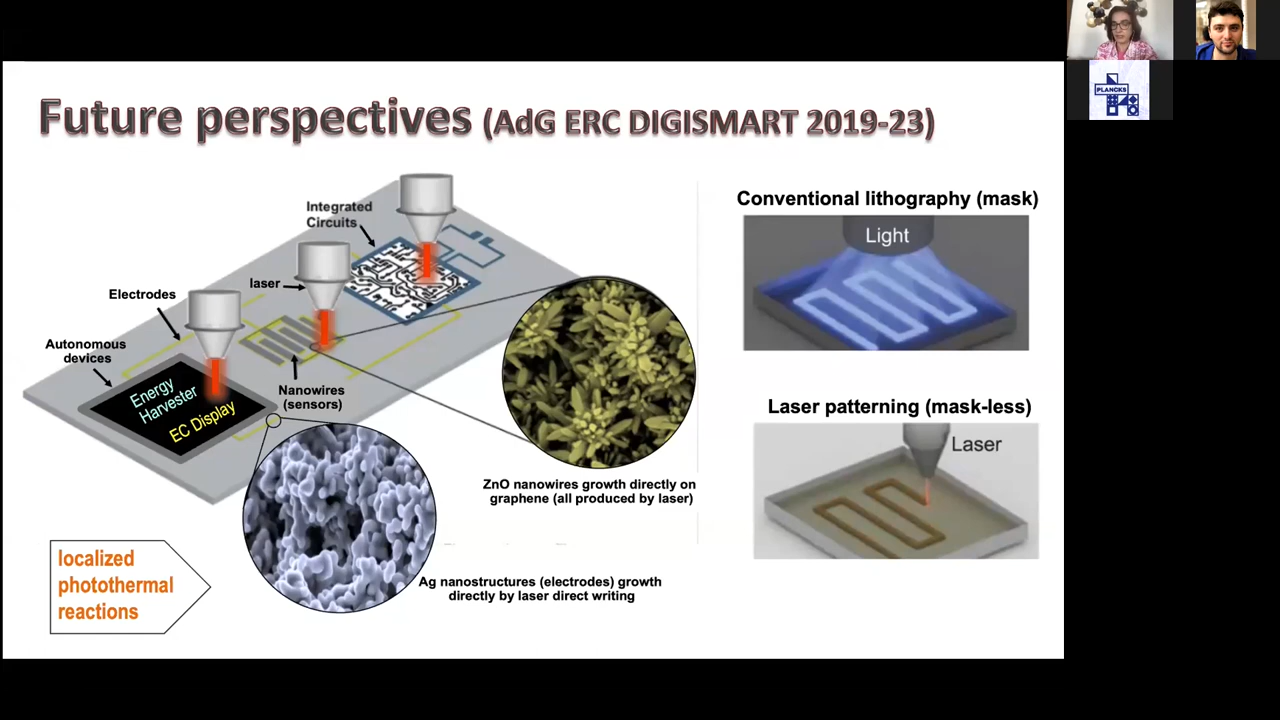 Future perspectives (AdG ERC DIGISMART 2019-23)
Integrated
Circuits
laser
Electrodes
Autonomous
devices
Energy
Harvester
EC Display
Nanowires
(sensors)
ZnO nanowires growth directly on
graphene (all produced by laser)
Ag nanostructures (electrodes) growth
directly by laser direct writing
localized
photothermal
reactions
Conventional lithography (mask)
Light
Laser patterning (mask-less)
Laser
PLANCKS